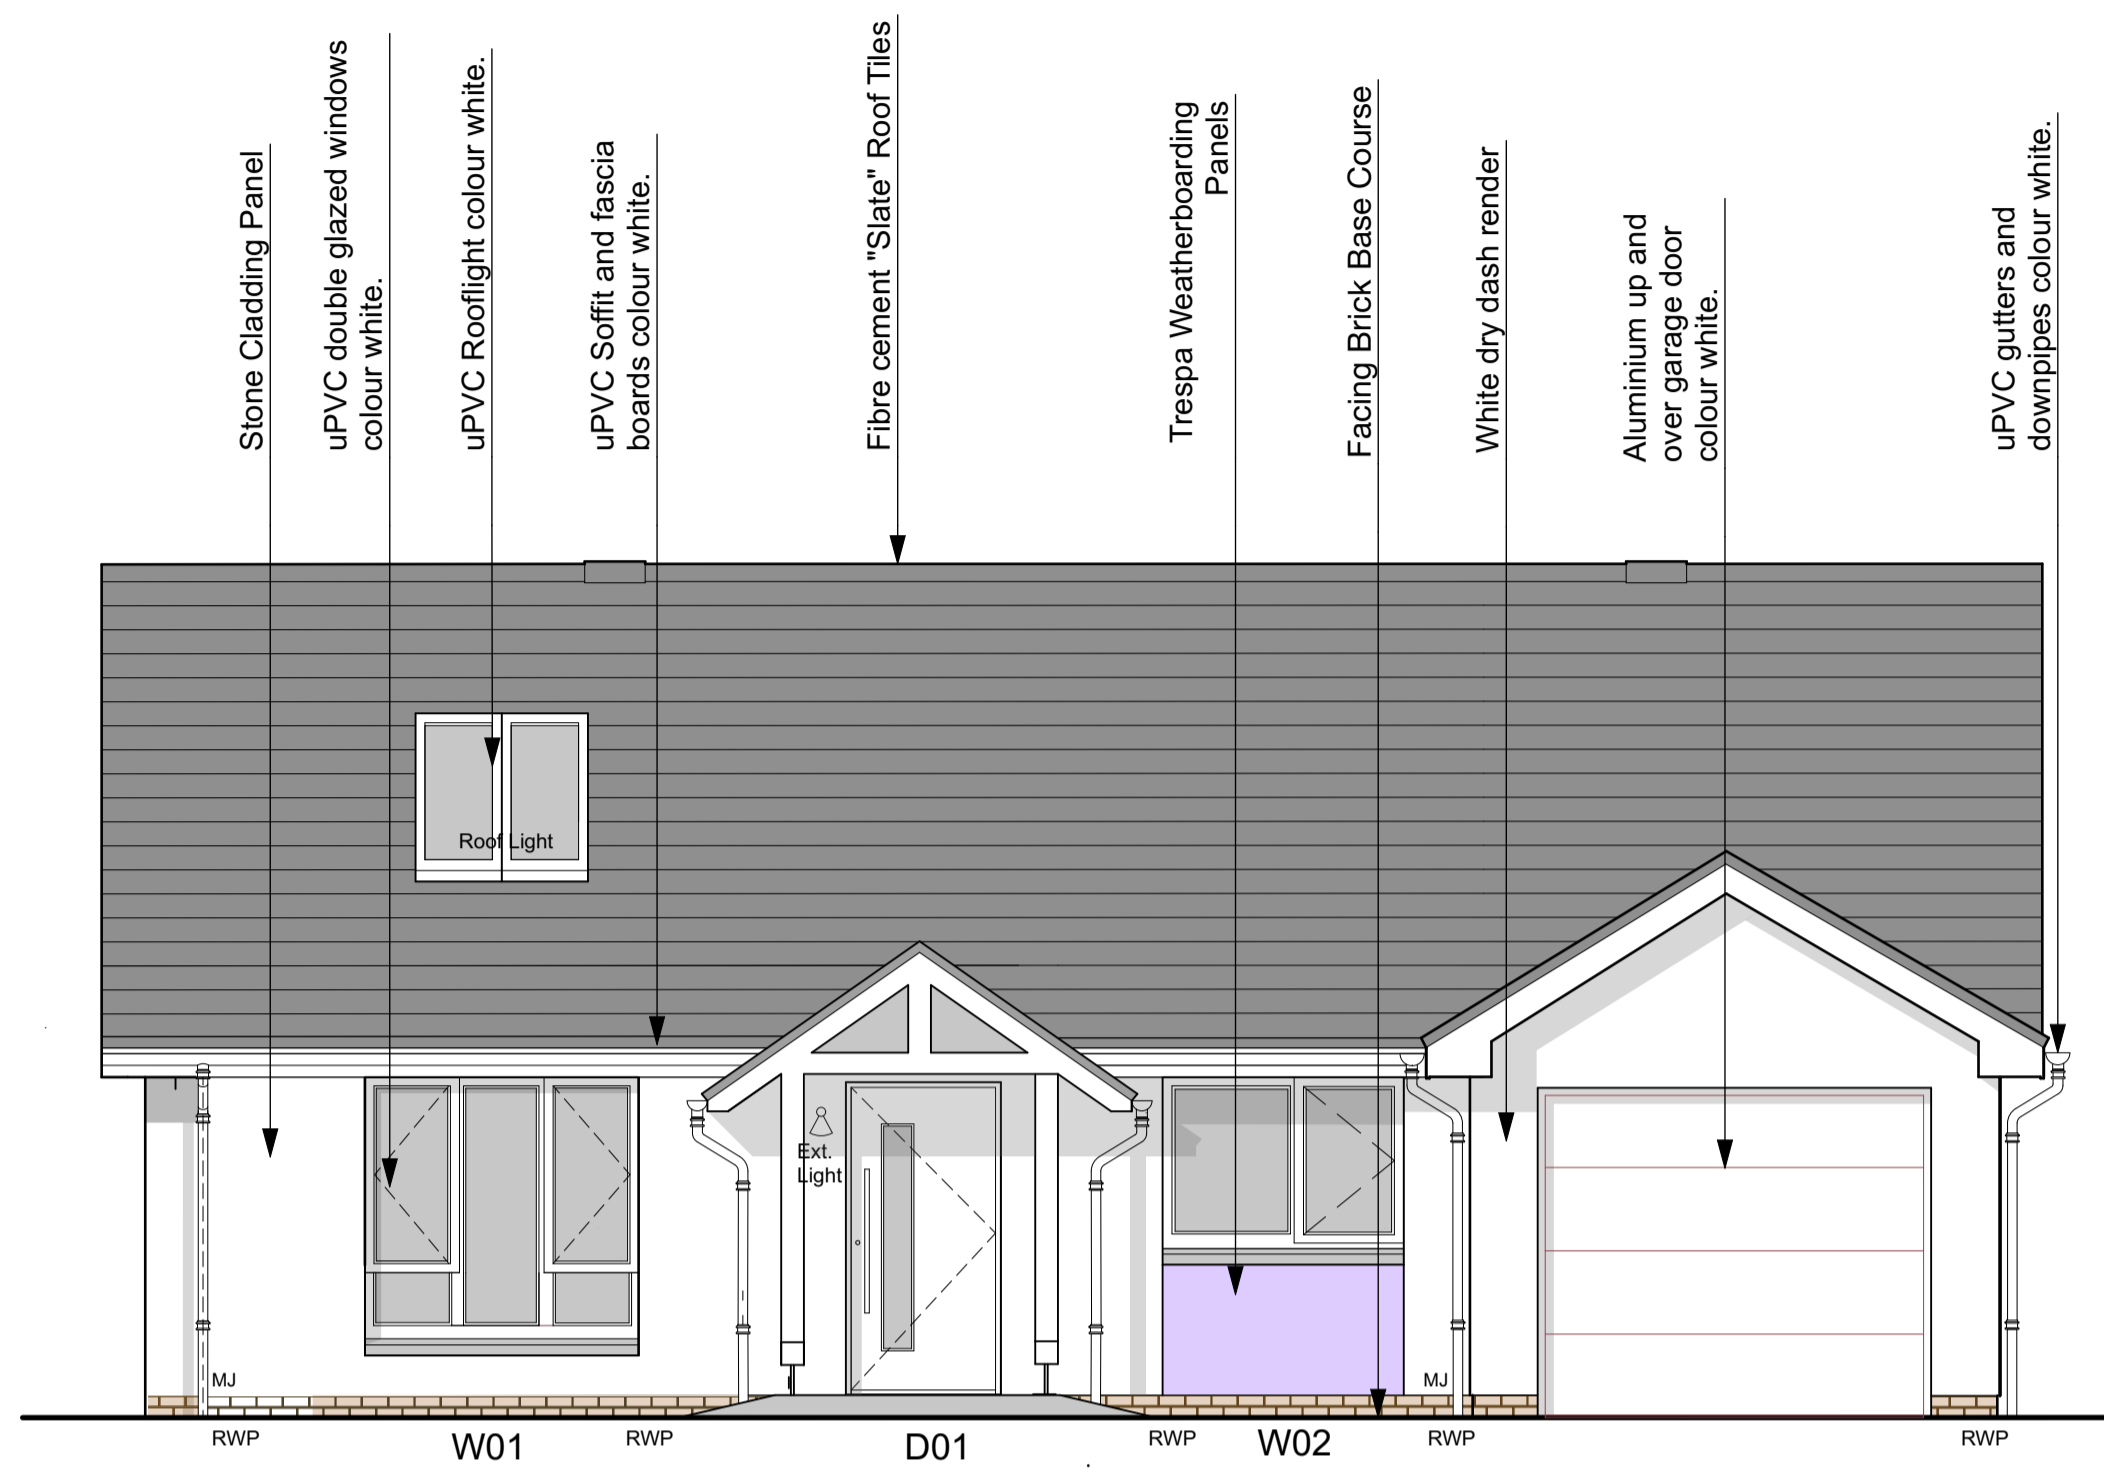 Stone Cladding Panel
uPVC double glazed windows
colour white.
uPVC Rooflight colour white.
uPVC Soffit and fascia
boards colour white.
Fibre cement "Slate" Roof Tiles
Trespa Weatherboarding
Panels
Facing Brick Base Course
White dry dash render
Aluminium up and
over garage door
colour white.
uPVC gutters and
downpipes colour white.
Roof Light
Ext.
Light
MJ
MJ
RWP
W01
RWP
D01
RWP
W02
RWP
RWP